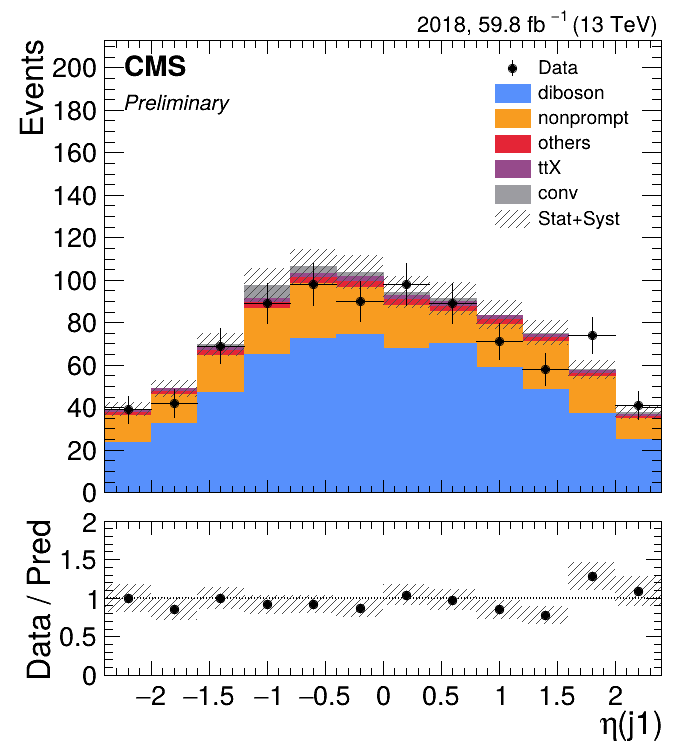 2018, 59.8 fb⁻¹ (13 TeV)
CMS
Preliminary
Data
diboson
nonprompt
others
ttX
conv
Stat+Syst
Events
200
180
160
140
120
100
80
60
40
20
0
Data / Pred
2
1.5
1
0.5
0
−2 −1.5 −1 −0.5 0 0.5 1 1.5 2
η(j1)